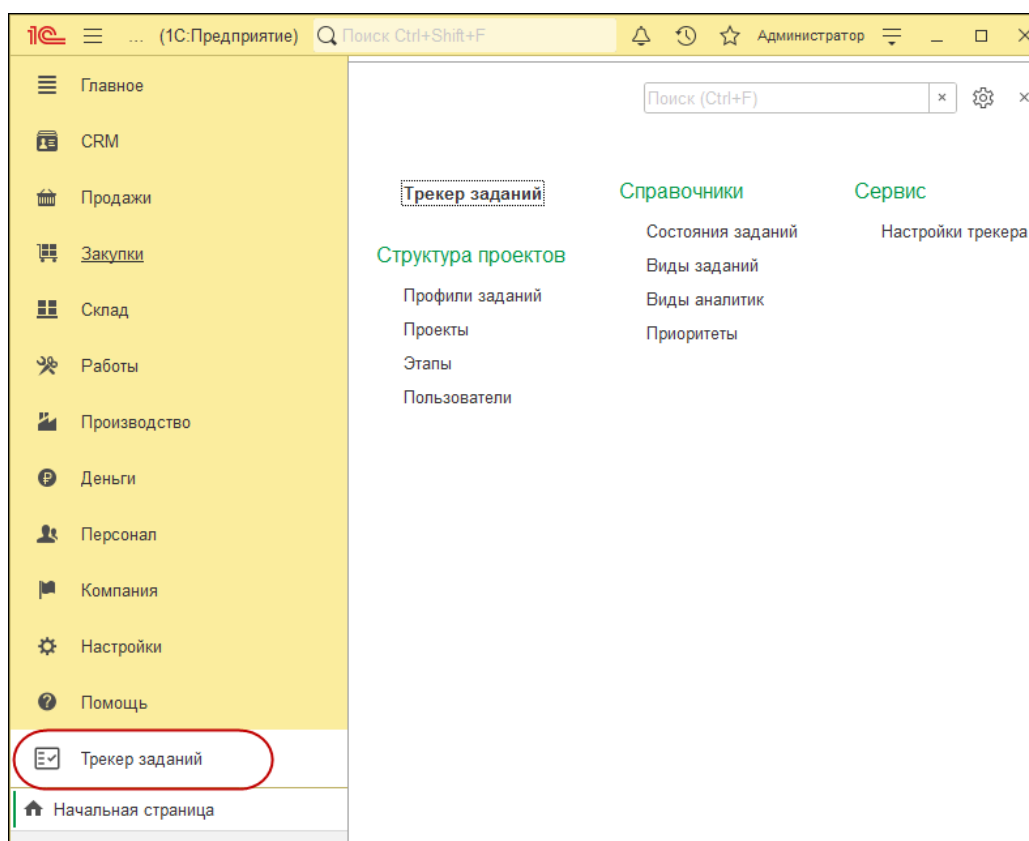 1С ... (1С:Предприятие) Поиск Ctrl+Shift+F Администратор
Главное
CRM
Продажи
Закупки
Склад
Работы
Производство
Деньги
Персонал
Компания
Настройки
Помощь
Трекер заданий
Начальная страница
Поиск (Ctrl+F)
Трекер заданий
Структура проектов
Профили заданий
Проекты
Этапы
Пользователи
Справочники
Состояния заданий
Виды заданий
Виды аналитик
Приоритеты
Сервис
Настройки трекера